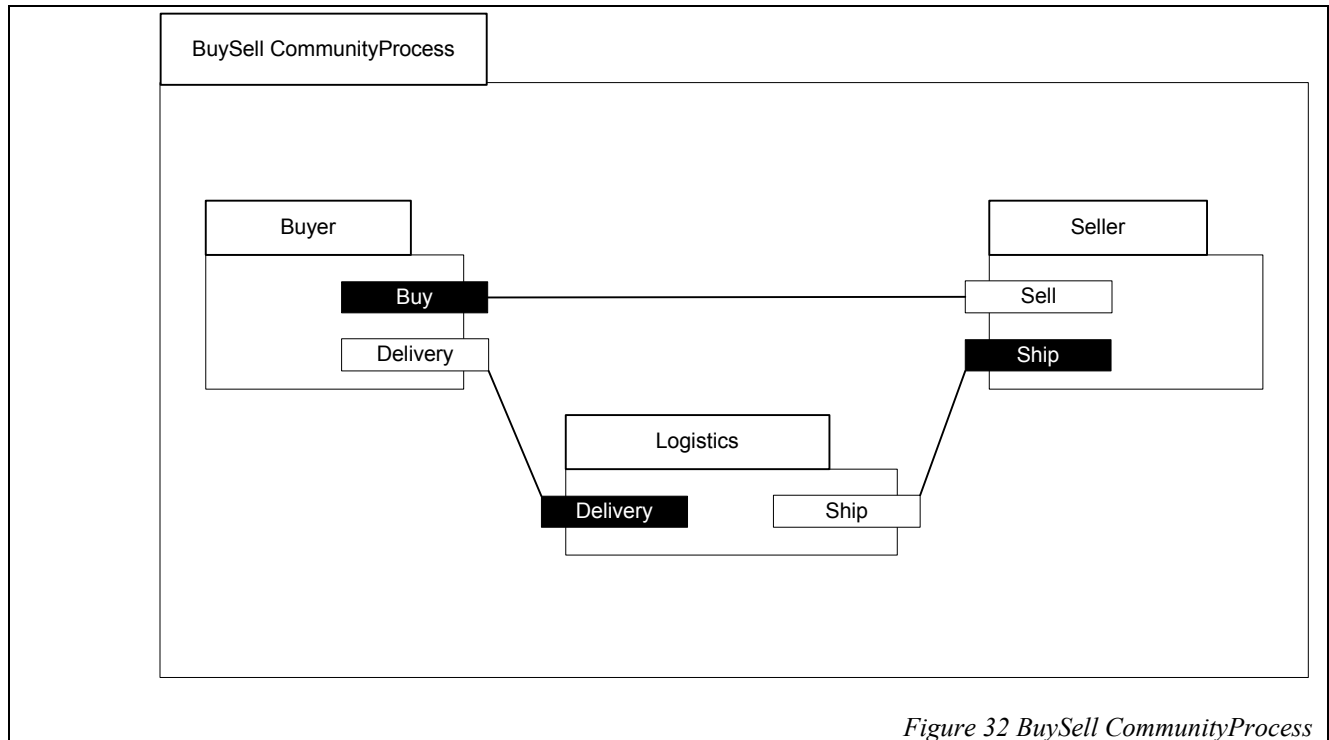 BuySell CommunityProcess
Buyer
Seller
Buy
Sell
Delivery
Ship
Logistics
Delivery
Ship
Figure 32 BuySell CommunityProcess